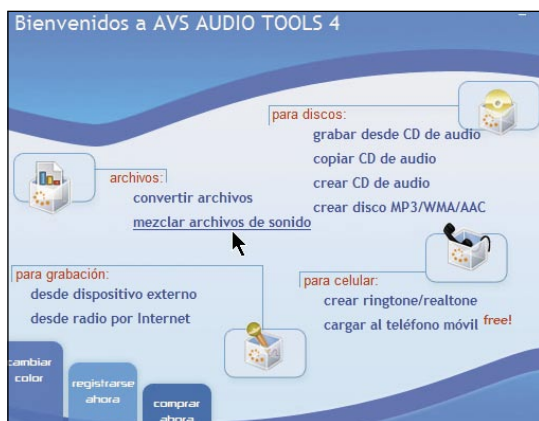 Bienvenidos a AVS AUDIO TOOLS 4
para discos:
grabar desde CD de audio
copiar CD de audio
crear CD de audio
crear disco MP3/WMA/AAC
archivos:
convertir archivos
mezclar archivos de sonido
para grabación:
desde dispositivo externo
desde radio por Internet
para celular:
crear ringtone/realtone
cargar al teléfono móvil free!
cambiar
color
registrarse
ahora
comprar
ahora